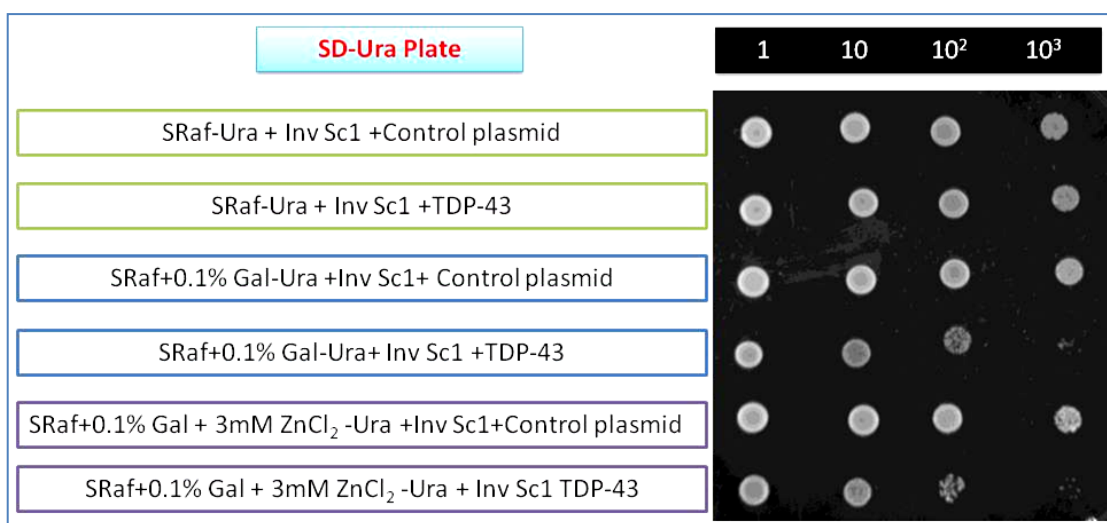 SD-Ura Plate
1 10 10² 10³
SRaf-Ura + Inv Sc1 +Control plasmid
SRaf-Ura + Inv Sc1 +TDP-43
SRaf+0.1% Gal-Ura +Inv Sc1+ Control plasmid
SRaf+0.1% Gal-Ura+ Inv Sc1 +TDP-43
SRaf+0.1% Gal + 3mM ZnCl₂ -Ura +Inv Sc1+Control plasmid
SRaf+0.1% Gal + 3mM ZnCl₂ -Ura + Inv Sc1 TDP-43